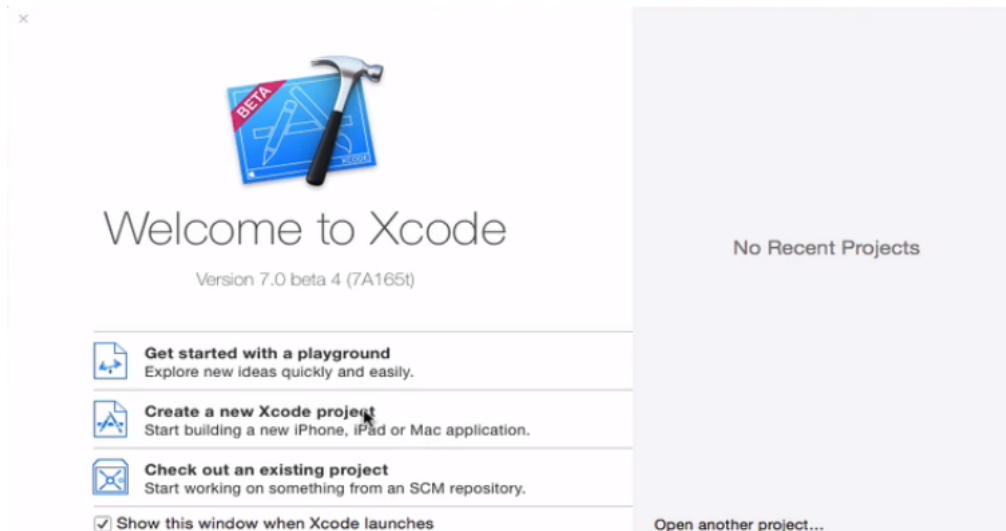 BETA
XCODE
Welcome to Xcode
Version 7.0 beta 4 (7A165t)
Get started with a playground
Explore new ideas quickly and easily.
Create a new Xcode project
Start building a new iPhone, iPad or Mac application.
Check out an existing project
Start working on something from an SCM repository.
Show this window when Xcode launches
No Recent Projects
Open another project...